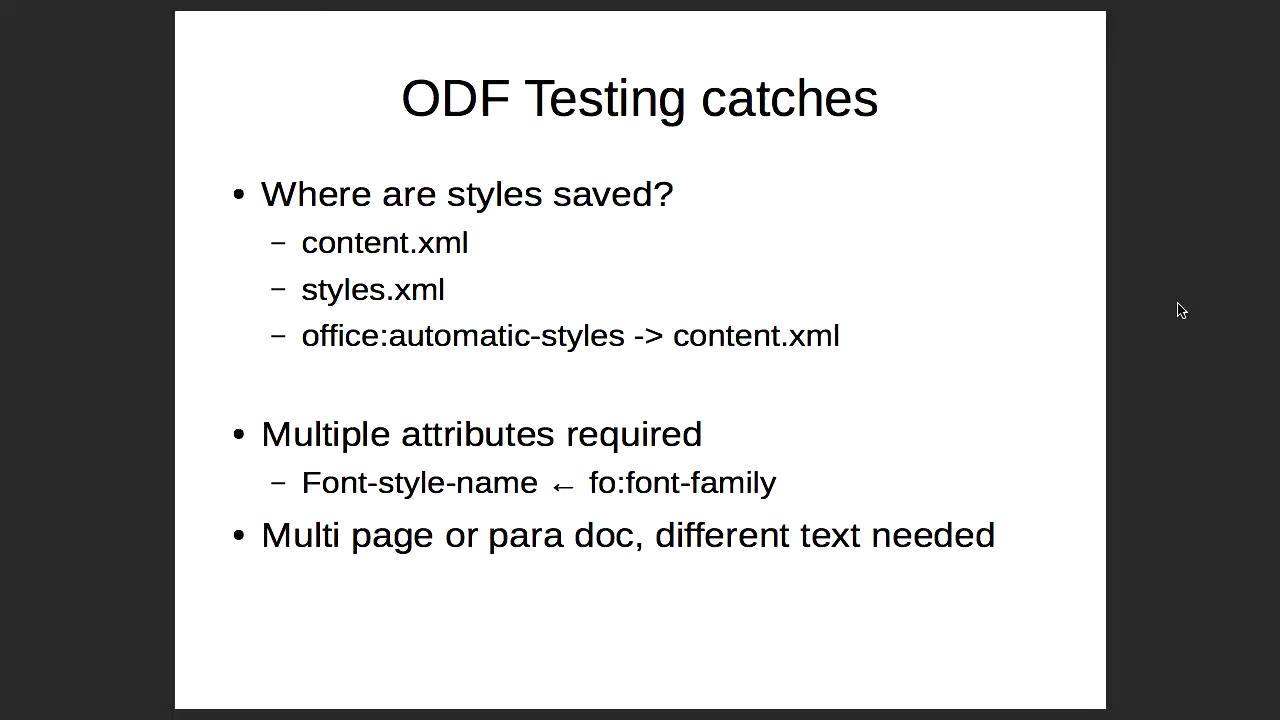 ODF Testing catches
• Where are styles saved?
– content.xml
– styles.xml
– office:automatic-styles -> content.xml
• Multiple attributes required
– Font-style-name ← fo:font-family
• Multi page or para doc, different text needed